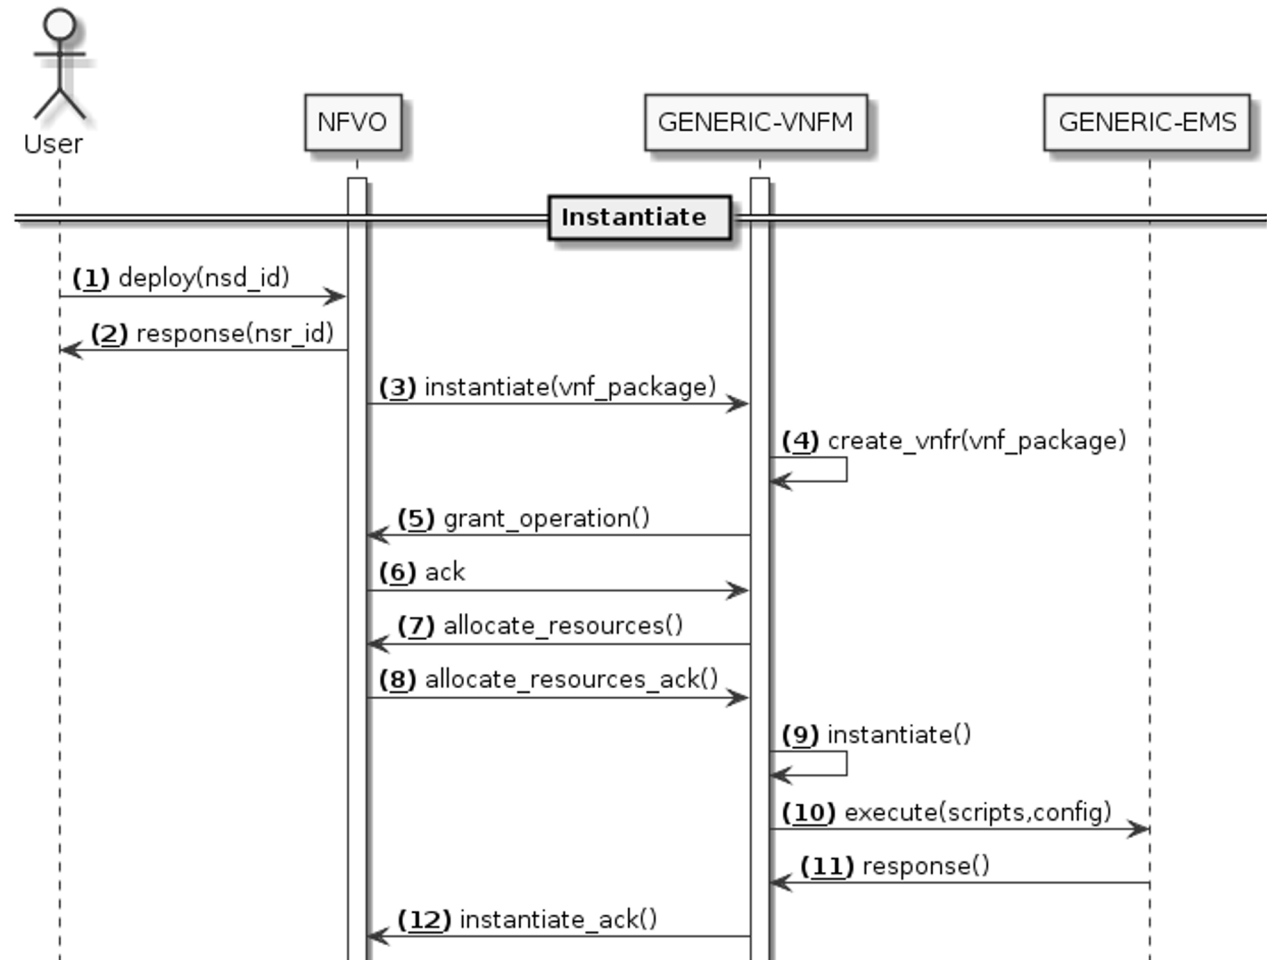 User
NFVO
GENERIC-VNFM
GENERIC-EMS
Instantiate
(1) deploy(nsd_id)
(2) response(nsr_id)
(3) instantiate(vnf_package)
(4) create_vnfr(vnf_package)
(5) grant_operation()
(6) ack
(7) allocate_resources()
(8) allocate_resources_ack()
(9) instantiate()
(10) execute(scripts,config)
(11) response()
(12) instantiate_ack()